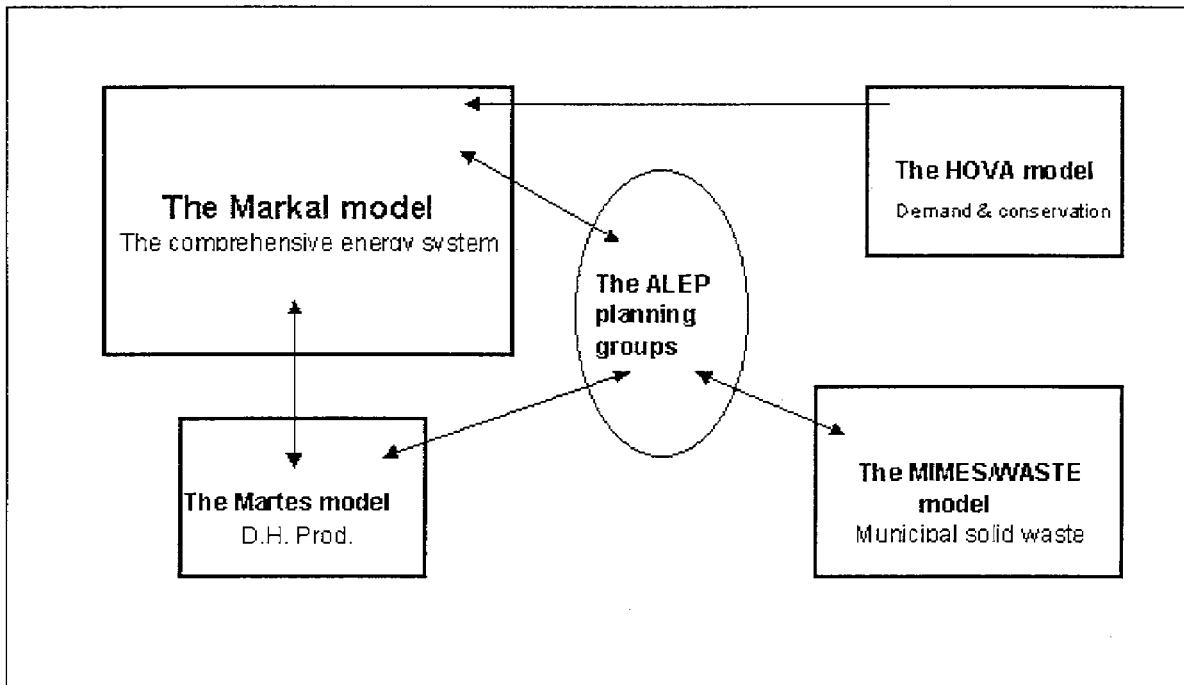 The Markal model
The comprehensive energy system
The HOVA model
Demand & conservation
The ALEP
planning
groups
The Martes model
D.H. Prod.
The MIMES/WASTE
model
Municipal solid waste